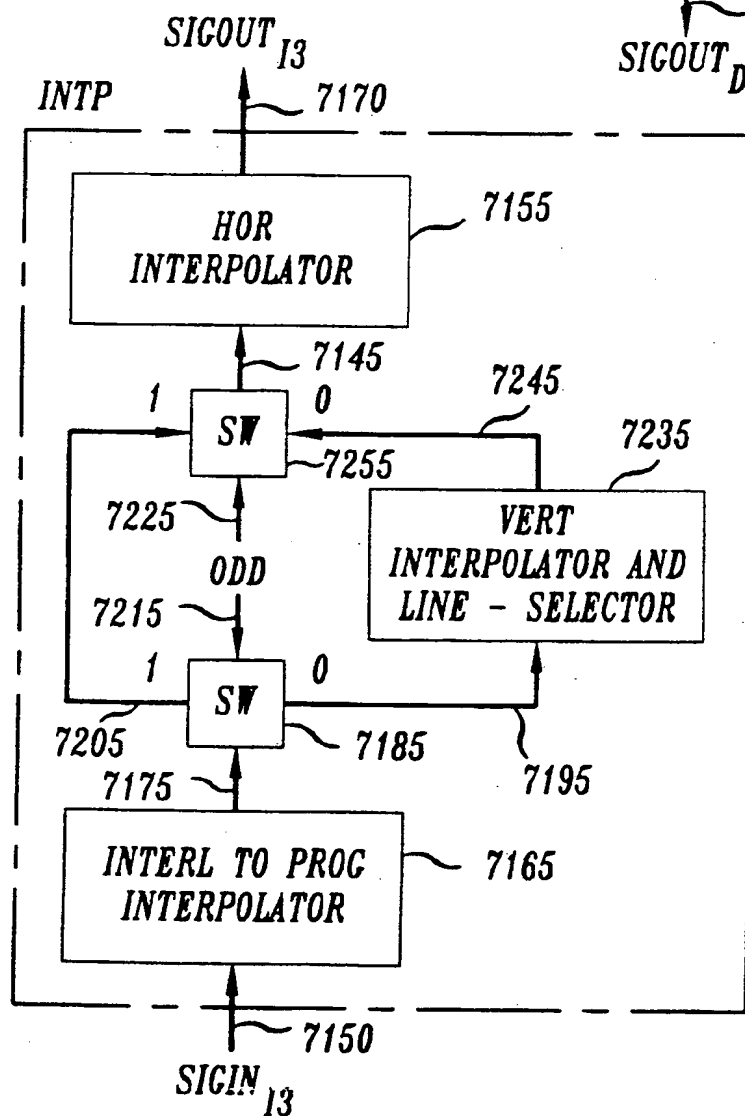 SIGOUT I3
SIGOUT D
INTP
7170
HOR
INTERPOLATOR
7155
7145
1
0
7245
SW
7255
7235
7225
VERT
INTERPOLATOR AND
LINE - SELECTOR
ODD
7215
1
0
SW
7205
7185
7195
7175
INTERL TO PROG
INTERPOLATOR
7165
7150
SIGIN I3